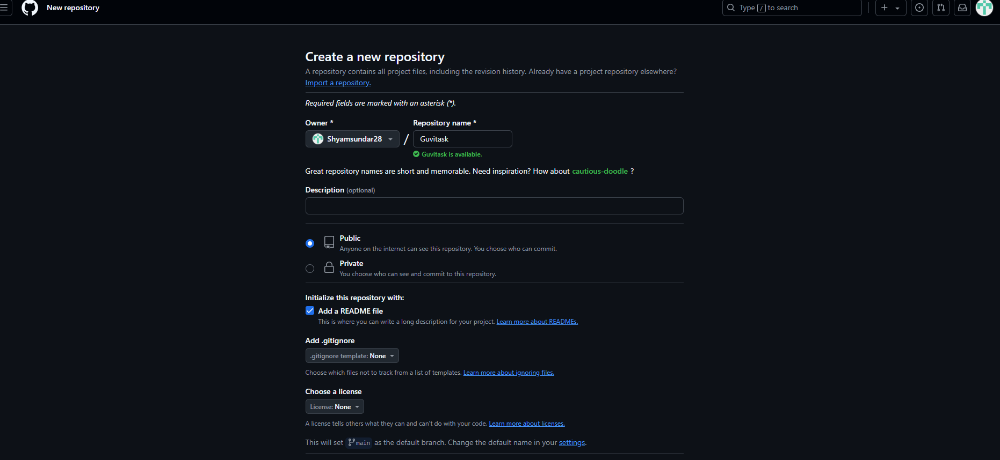 New repository
Type / to search
Create a new repository
A repository contains all project files, including the revision history. Already have a project repository elsewhere?
Import a repository.
Required fields are marked with an asterisk (*).
Owner * Repository name *
Shyamsundar28 / Guvitask
Guvitask is available.
Great repository names are short and memorable. Need inspiration? How about cautious-doodle ?
Description (optional)
Public
Anyone on the internet can see this repository. You choose who can commit.
Private
You choose who can see and commit to this repository.
Initialize this repository with:
Add a README file
This is where you can write a long description for your project. Learn more about READMEs.
Add .gitignore
.gitignore template: None
Choose which files not to track from a list of templates. Learn more about ignoring files.
Choose a license
License: None
A license tells others what they can and can't do with your code. Learn more about licenses.
This will set main as the default branch. Change the default name in your settings.